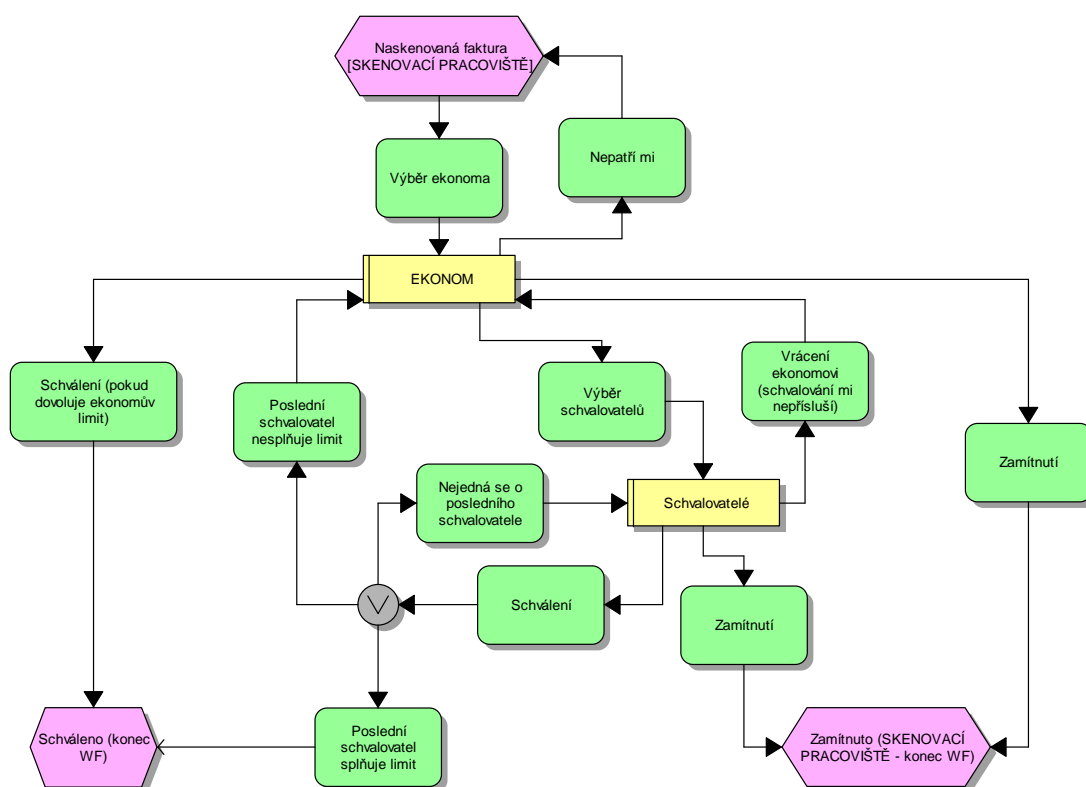 Naskenovaná faktura
[SKENOVACÍ PRACOVIŠTĚ]
Nepatří mi
Výběr ekonoma
EKONOM
Schválení (pokud
dovoluje ekonomův
limit)
Poslední
schvalovatel
nesplňuje limit
Výběr
schvalovatelů
Vrácení
ekonomovi
(schvalování mi
nepřísluší)
Zamítnutí
Nejedná se o
posledního
schvalovatele
Schvalovatelé
Schválení
Zamítnutí
Schváleno (konec
WF)
Poslední
schvalovatel
splňuje limit
Zamítnuto (SKENOVACÍ
PRACOVIŠTĚ - konec WF)